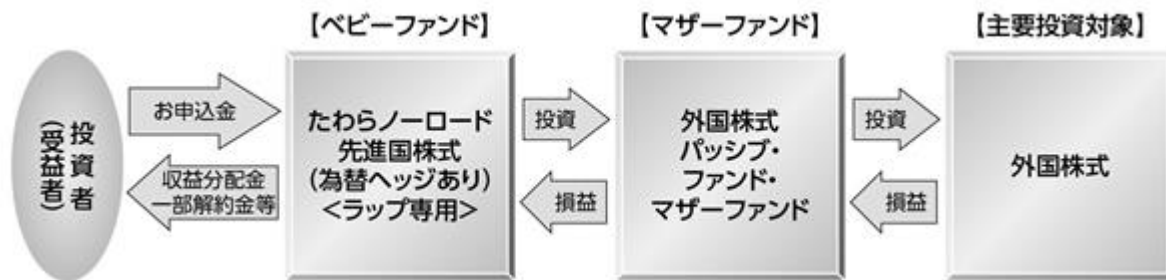 【ベビーファンド】
【マザーファンド】
【主要投資対象】
投資者
(受益者)
お申込金
収益分配金
一部解約金等
たわらノーロード
先進国株式
(為替ヘッジあり)
<ラップ専用>
投資
損益
外国株式
パッシブ・
ファンド・
マザーファンド
投資
損益
外国株式